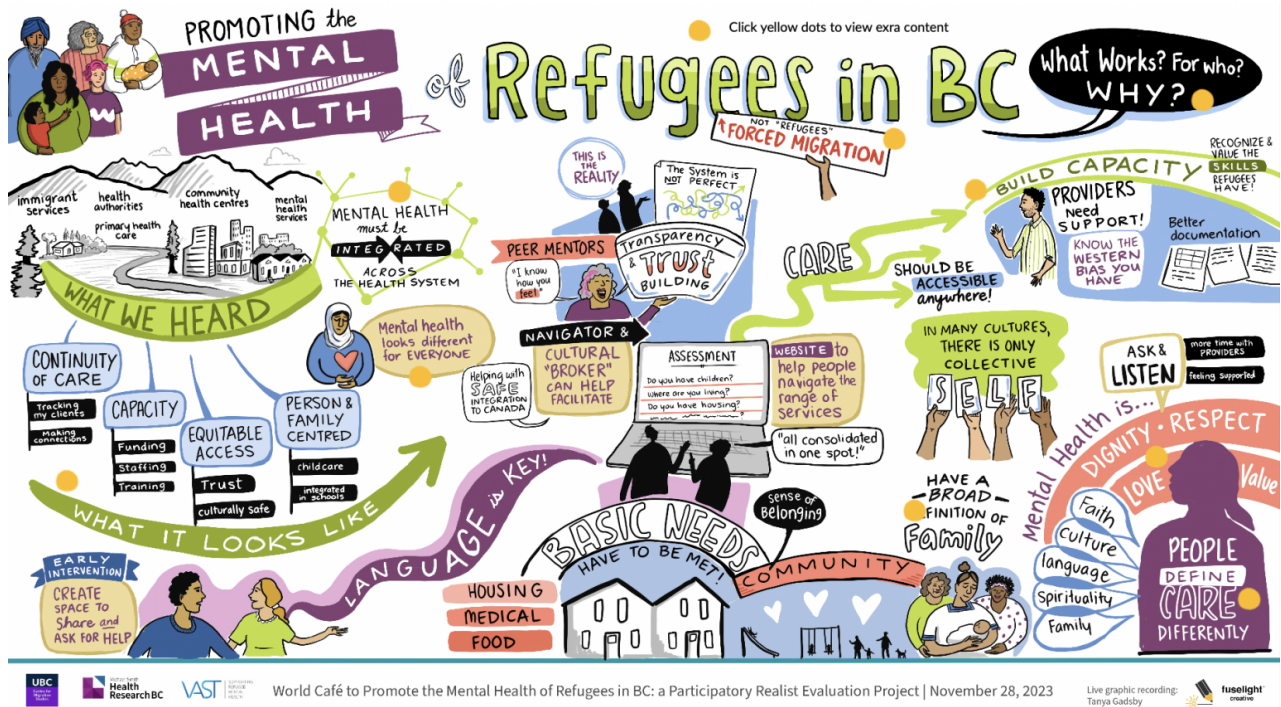 PROMOTING the
MENTAL
HEALTH
of Refugees in BC
Click yellow dots to view exra content
What Works? For who?
WHY?
NOT "REFUGEES"
↑ FORCED MIGRATION
immigrant
services
health
authorities
primary health
care
community
health centres
mental
health
services
WHAT WE HEARD
MENTAL HEALTH
must be
INTEGRATED
ACROSS
THE HEALTH SYSTEM
Mental health
looks different
for EVERYONE
CONTINUITY
OF CARE
Tracking
my clients
Making
connections
CAPACITY
Funding
Staffing
Training
EQUITABLE
ACCESS
Trust
culturally safe
PERSON &
FAMILY
CENTRED
childcare
integrated
in schools
WHAT IT LOOKS LIKE
EARLY
INTERVENTION
CREATE
SPACE TO
Share and
ASK FOR HELP
LANGUAGE is KEY!
THIS IS
THE
REALITY
The System is
NOT PERFECT
Transparency
& TRUST
BUILDING
PEER MENTORS
"I know
how you
feel"
NAVIGATOR &
CULTURAL
"BROKER"
CAN HELP
FACILITATE
Helping with
SAFE
INTEGRATION
TO CANADA
ASSESSMENT
Do you have children?
Where are you living?
Do you have housing?
WEBSITE to
help people
navigate the
range of
services
"all consolidated
in one spot!"
BASIC NEEDS
HAVE TO BE MET!
HOUSING
MEDICAL
FOOD
sense of
Belonging
COMMUNITY
CARE
SHOULD BE
ACCESSIBLE
anywhere!
BUILD CAPACITY
RECOGNIZE &
VALUE THE
SKILLS
REFUGEES
HAVE!
PROVIDERS
Need
SUPPORT!
KNOW THE
WESTERN
BIAS YOU
HAVE
Better
documentation
IN MANY CULTURES,
THERE IS ONLY
COLLECTIVE
SELF
HAVE A
BROAD
FINITION OF
Family
ASK &
LISTEN
more time with
PROVIDERS
feeling supported
Mental Health is...
DIGNITY • RESPECT
LOVE
Value
Faith
culture
language
Spirituality
Family
PEOPLE
DEFINE
CARE
DIFFERENTLY
UBC
Health
Research BC
VAST
World Café to Promote the Mental Health of Refugees in BC: a Participatory Realist Evaluation Project | November 28, 2023
Live graphic recording:
Tanya Gadsby
fuselight
creative